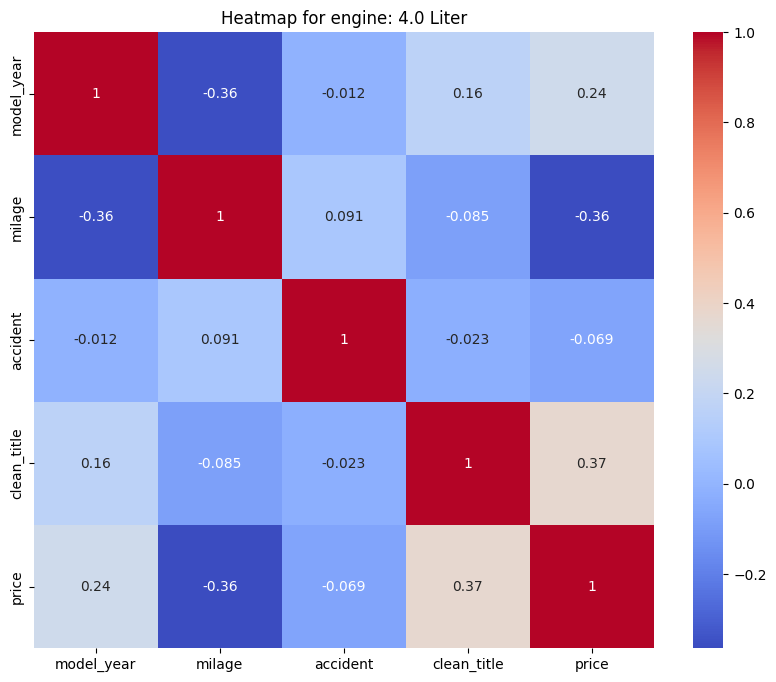 Heatmap for engine: 4.0 Liter
model_year
1
-0.36
-0.012
0.16
0.24
milage
-0.36
1
0.091
-0.085
-0.36
accident
-0.012
0.091
1
-0.023
-0.069
clean_title
0.16
-0.085
-0.023
1
0.37
price
0.24
-0.36
-0.069
0.37
1
model_year
milage
accident
clean_title
price
1.0
0.8
0.6
0.4
0.2
0.0
−0.2